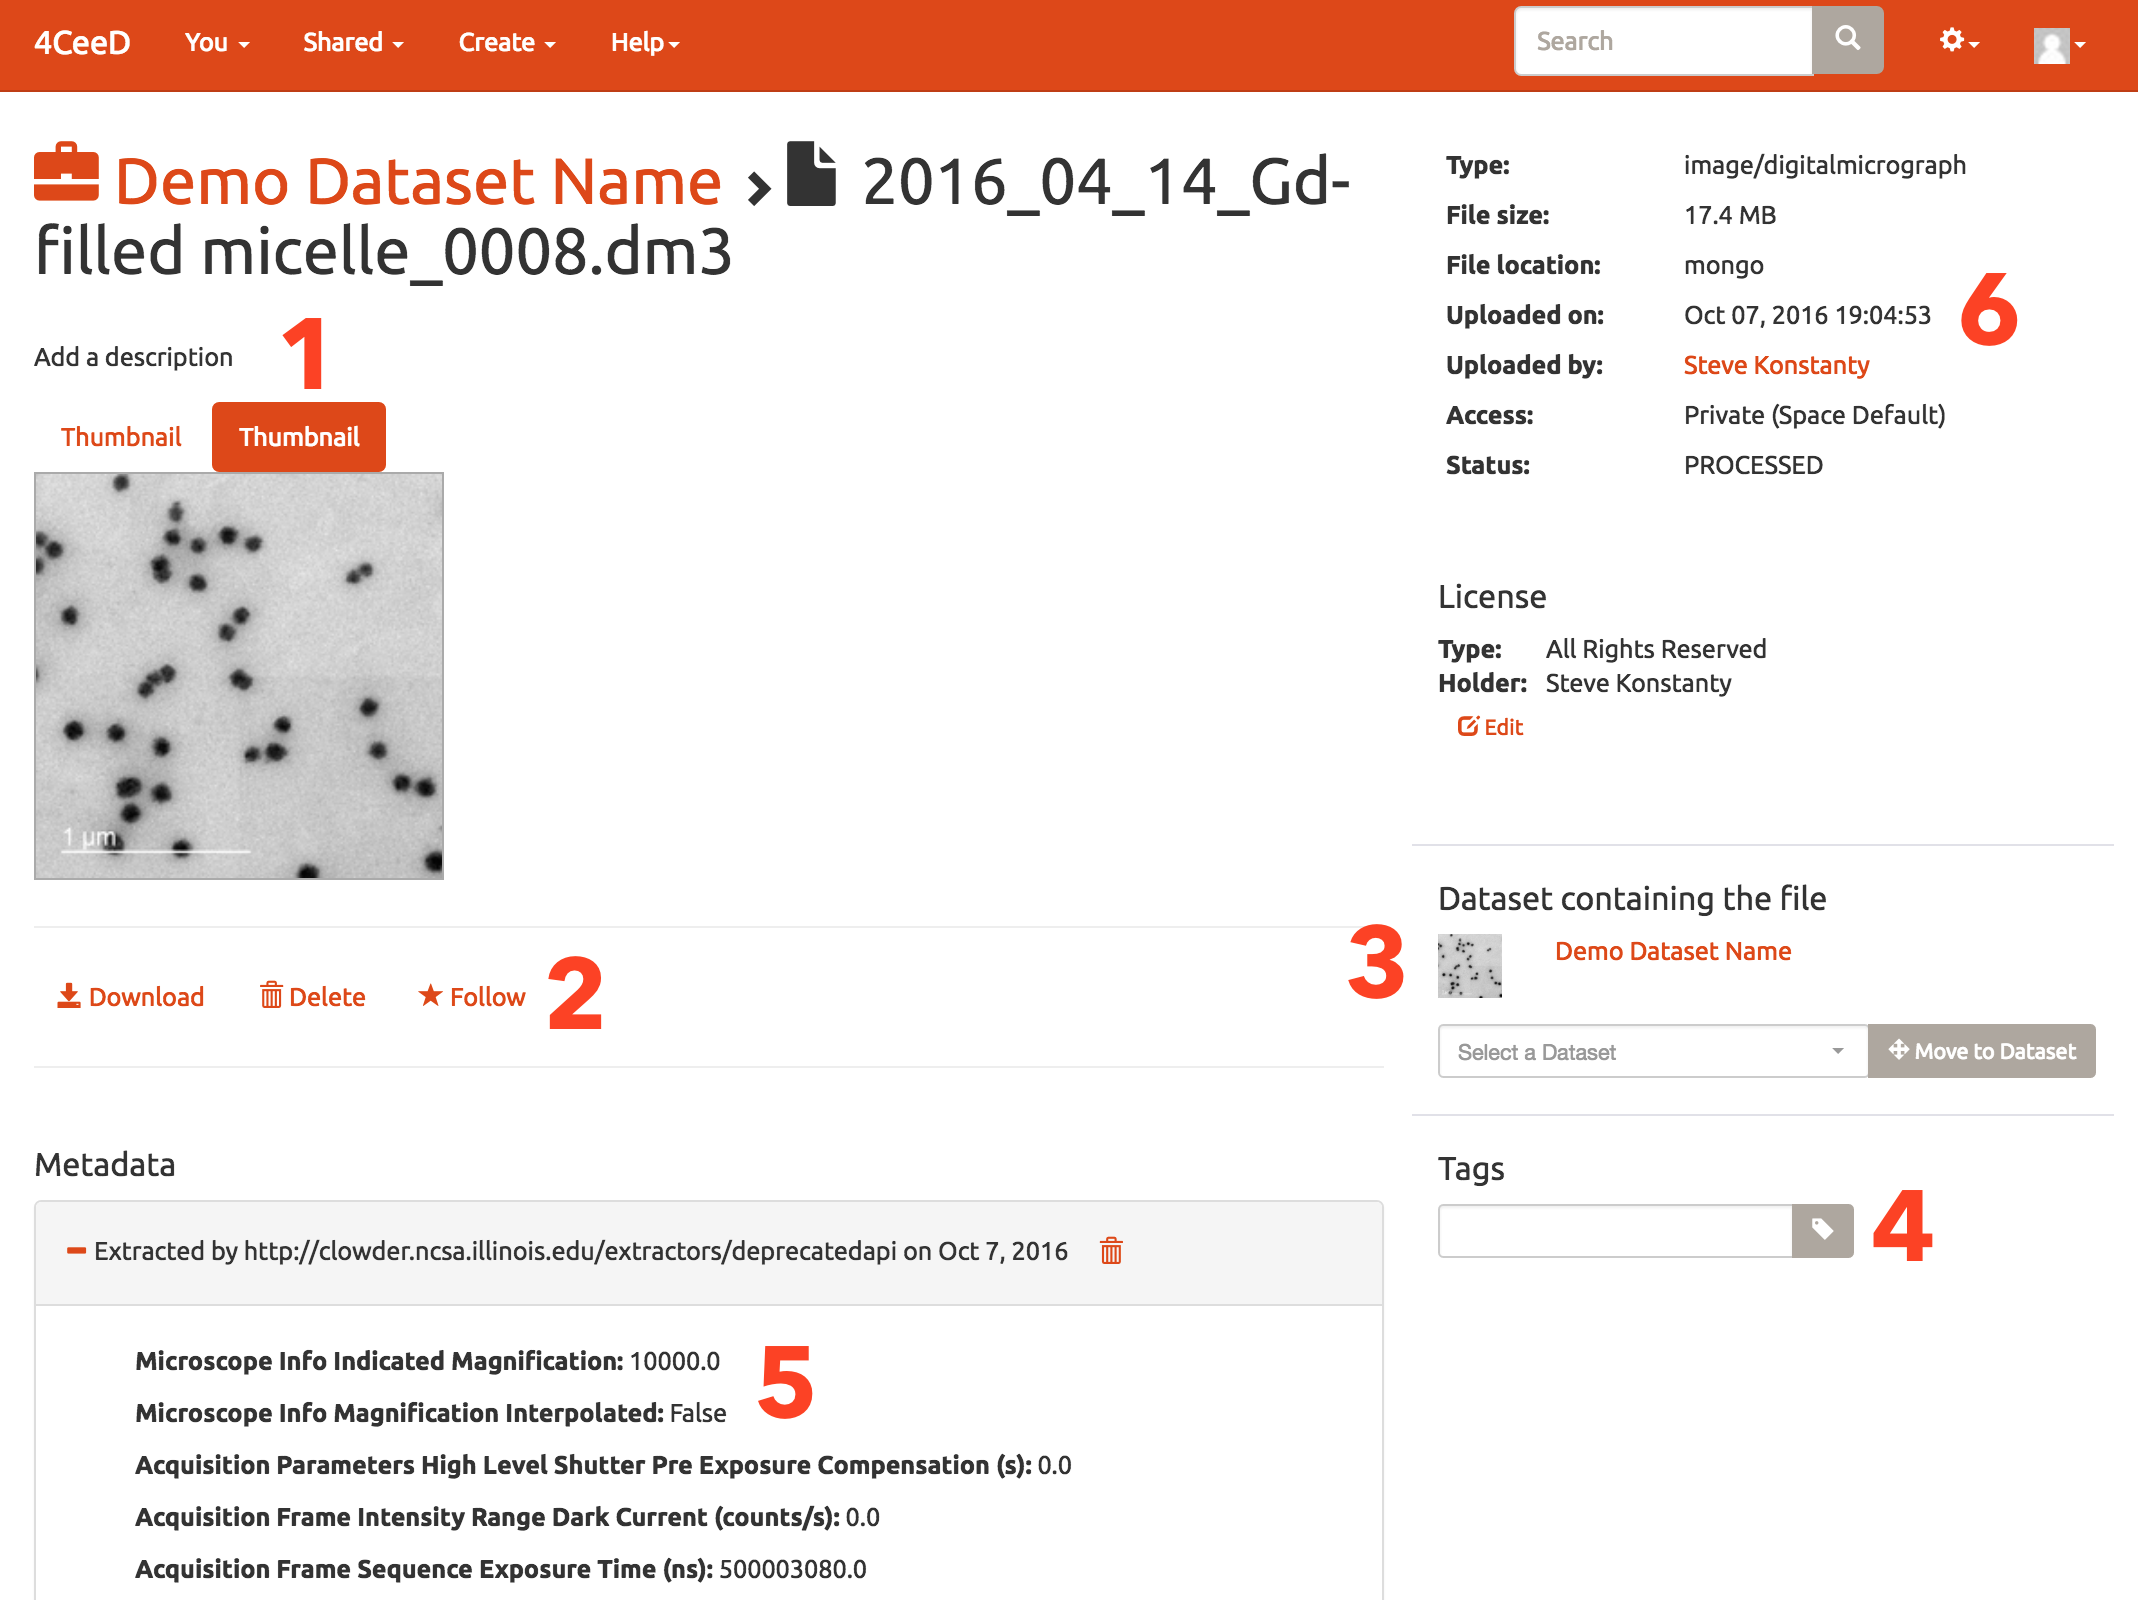 4CeeD You Shared Create Help Search
Demo Dataset Name › 2016_04_14_Gd-
filled micelle_0008.dm3
1
Add a description
Thumbnail Thumbnail
1 µm
Download Delete Follow 2
Metadata
Extracted by http://clowder.ncsa.illinois.edu/extractors/deprecatedapi on Oct 7, 2016
Microscope Info Indicated Magnification: 10000.0
5
Microscope Info Magnification Interpolated: False
Acquisition Parameters High Level Shutter Pre Exposure Compensation (s): 0.0
Acquisition Frame Intensity Range Dark Current (counts/s): 0.0
Acquisition Frame Sequence Exposure Time (ns): 500003080.0
Type: image/digitalmicrograph
File size: 17.4 MB
File location: mongo
Uploaded on: Oct 07, 2016 19:04:53
6
Uploaded by: Steve Konstanty
Access: Private (Space Default)
Status: PROCESSED
License
Type: All Rights Reserved
Holder: Steve Konstanty
Edit
Dataset containing the file
3
Demo Dataset Name
Select a Dataset Move to Dataset
Tags
4